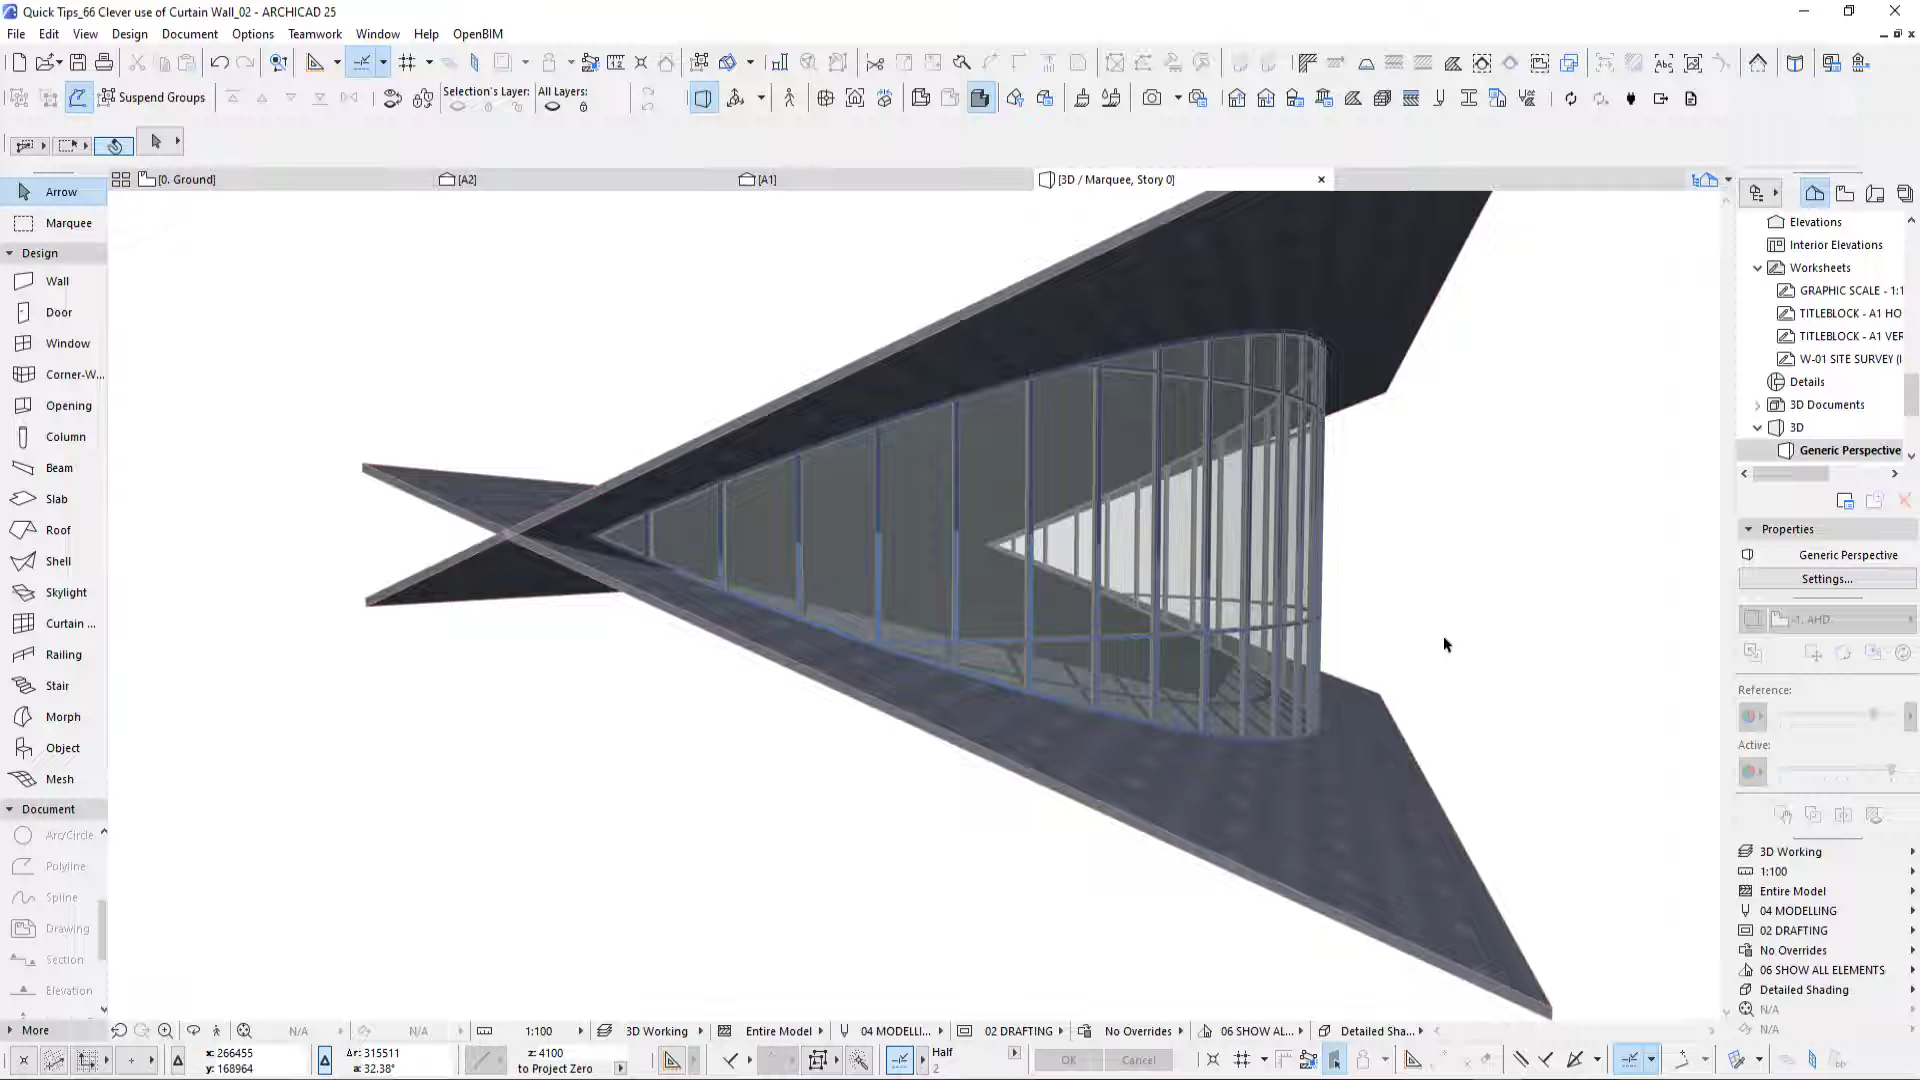 Quick Tips_66 Clever use of Curtain Wall_02 - ARCHICAD 25
File Edit View Design Document Options Teamwork Window Help OpenBIM
Suspend Groups
Selection's Layer:
All Layers:
[0. Ground]
[A2]
[A1]
[3D / Marquee, Story 0]
Arrow
Marquee
Design
Wall
Door
Window
Corner-W...
Opening
Column
Beam
Slab
Roof
Shell
Skylight
Curtain ...
Railing
Stair
Morph
Object
Mesh
Document
Arc/Circle
Polyline
Spline
Drawing
Section
Elevation
More
Elevations
Interior Elevations
Worksheets
GRAPHIC SCALE - 1:1
TITLEBLOCK - A1 HO
TITLEBLOCK - A1 VER
W-01 SITE SURVEY (I
Details
3D Documents
3D
Generic Perspective
Properties
Generic Perspective
Settings...
-1. AHD
Reference:
Active:
3D Working
1:100
Entire Model
04 MODELLING
02 DRAFTING
No Overrides
06 SHOW ALL ELEMENTS
Detailed Shading
N/A
N/A
N/A
N/A
1:100
3D Working
Entire Model
04 MODELLI...
02 DRAFTING
No Overrides
06 SHOW AL...
Detailed Sha...
x: 266455
y: 168964
Δr: 315511
a: 32.38°
z: 4100
to Project Zero
Half
2
OK
Cancel